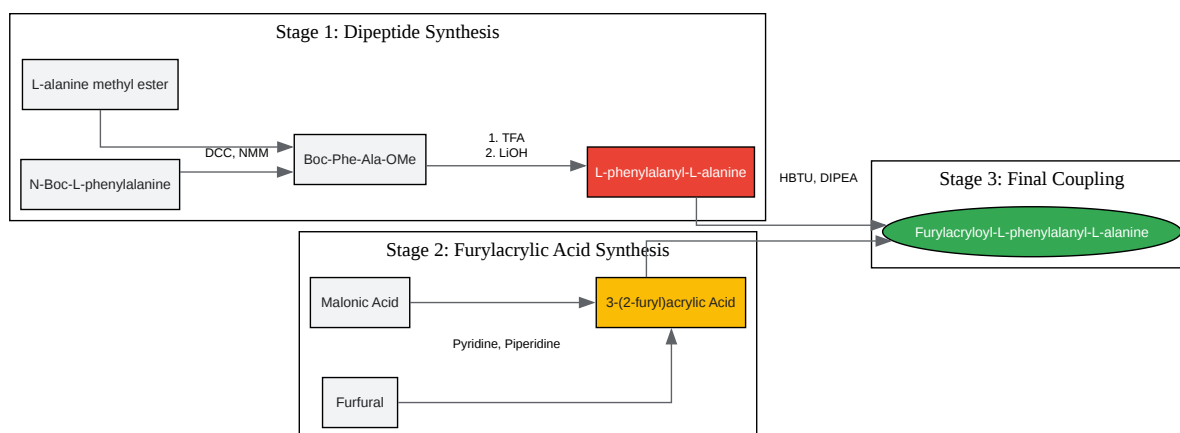 Stage 1: Dipeptide Synthesis
L-alanine methyl ester
N-Boc-L-phenylalanine
DCC, NMM
Boc-Phe-Ala-OMe
1. TFA
2. LiOH
L-phenylalanyl-L-alanine
HBTU, DIPEA
Stage 3: Final Coupling
Furylacryloyl-L-phenylalanyl-L-alanine
Stage 2: Furylacrylic Acid Synthesis
Malonic Acid
3-(2-furyl)acrylic Acid
Pyridine, Piperidine
Furfural